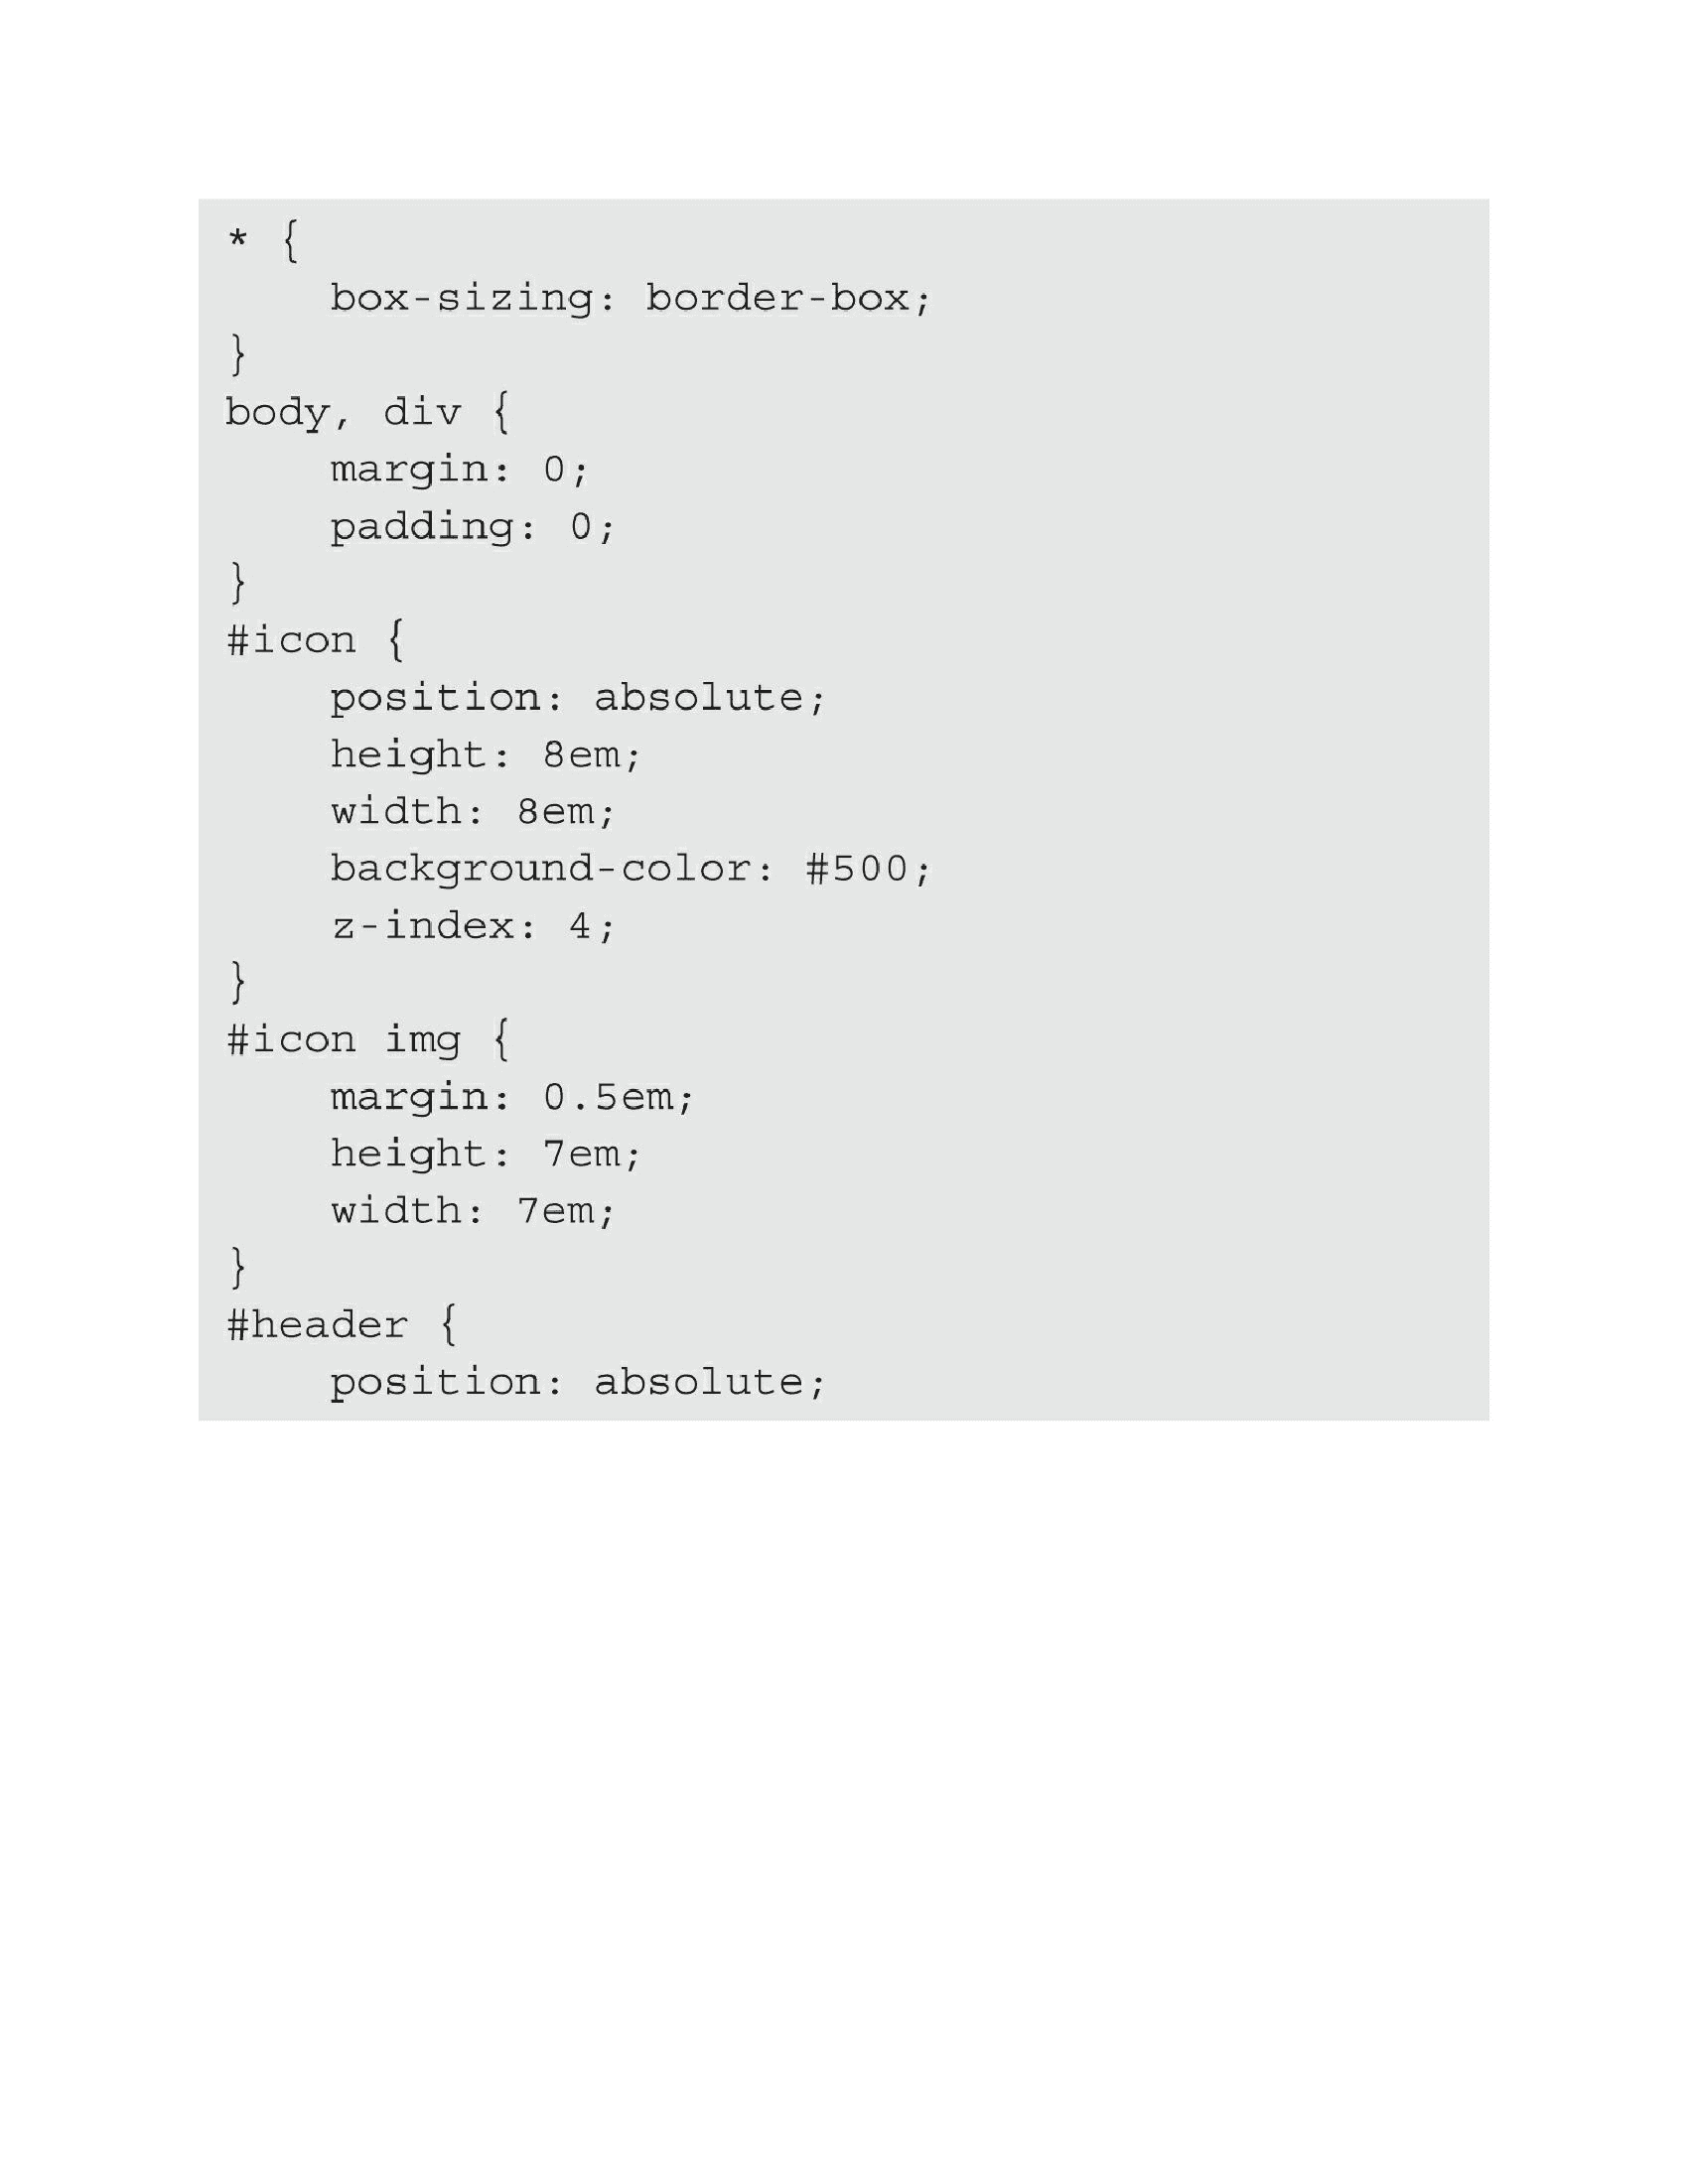 * {
    box-sizing: border-box;
}
body, div {
    margin: 0;
    padding: 0;
}
#icon {
    position: absolute;
    height: 8em;
    width: 8em;
    background-color: #500;
    z-index: 4;
}
#icon img {
    margin: 0.5em;
    height: 7em;
    width: 7em;
}
#header {
    position: absolute;